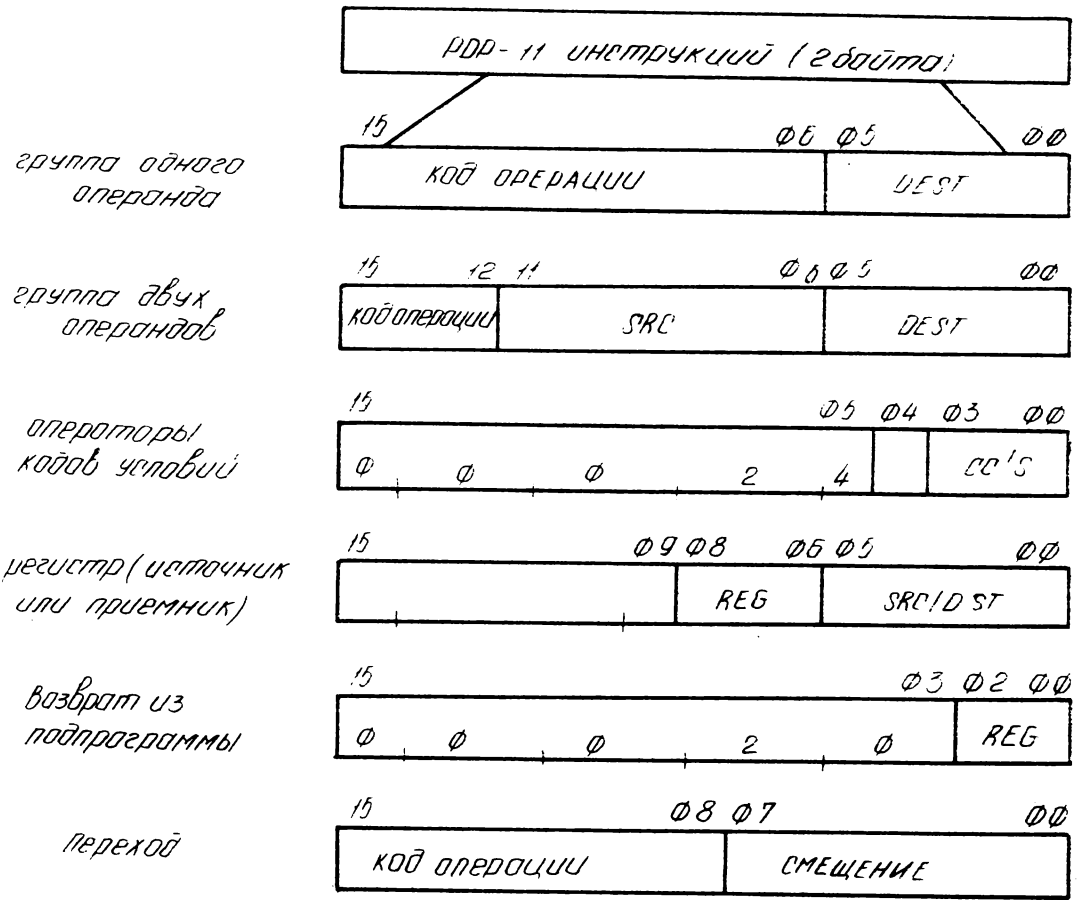 PDP-11 инструкций (2 байта)
15 Ø6 Ø5 ØØ
группа одного
операнда
КОД ОПЕРАЦИИ DEST
15 12 11 Ø6 Ø5 ØØ
группа двух
операндов
код операции SRC DEST
15 Ø5 Ø4 Ø3 ØØ
операторы
кодов условий
Ø Ø Ø 2 4 CC'S
15 Ø9 Ø8 Ø6 Ø5 ØØ
регистр (источник
или приемник)
REG SRC/DST
15 Ø3 Ø2 ØØ
возврат из
подпрограммы
Ø Ø Ø 2 Ø REG
15 Ø8 Ø7 ØØ
переход
код операции СМЕЩЕНИЕ